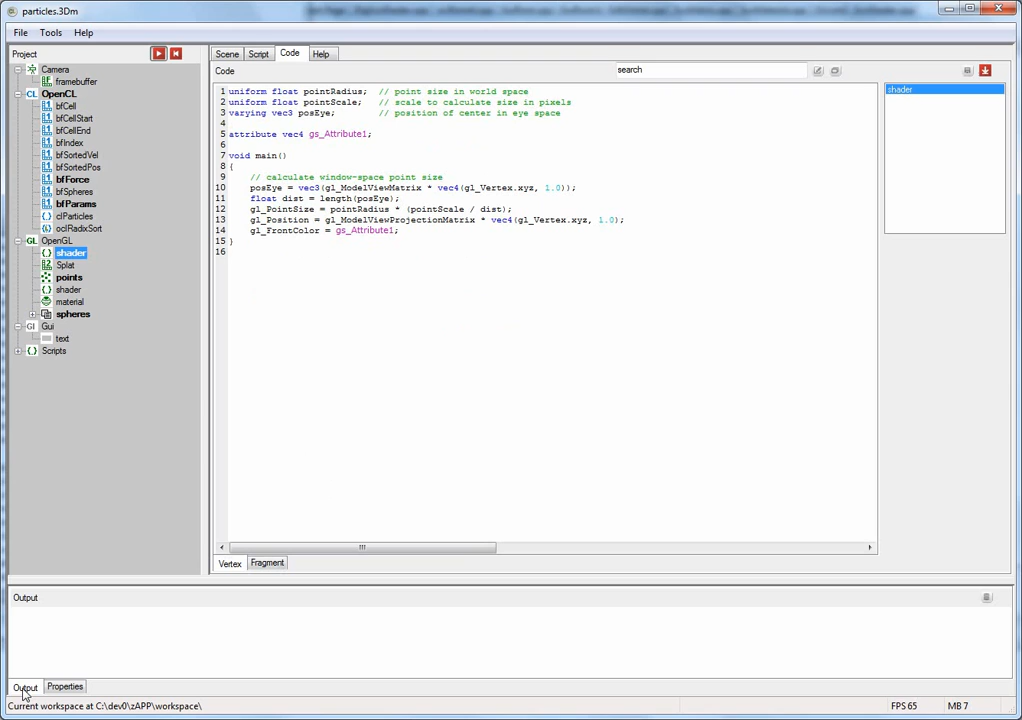 particles.3Dm
File Tools Help
Project
Camera
framebuffer
CL OpenCL
bfCell
bfCellStart
bfCellEnd
bfIndex
bfSortedVel
bfSortedPos
bfForce
bfSpheres
bfParams
clParticles
oclRadixSort
GL OpenGL
shader
Splat
points
shader
material
spheres
GI Gui
text
Scripts
Scene Script Code Help
Code
search
1 uniform float pointRadius; // point size in world space
2 uniform float pointScale; // scale to calculate size in pixels
3 varying vec3 posEye; // position of center in eye space
4
5 attribute vec4 gs_Attribute1;
6
7 void main()
8 {
9 // calculate window-space point size
10 posEye = vec3(gl_ModelViewMatrix * vec4(gl_Vertex.xyz, 1.0));
11 float dist = length(posEye);
12 gl_PointSize = pointRadius * (pointScale / dist);
13 gl_Position = gl_ModelViewProjectionMatrix * vec4(gl_Vertex.xyz, 1.0);
14 gl_FrontColor = gs_Attribute1;
15 }
16
shader
Vertex Fragment
Output
Output Properties
Current workspace at C:\dev0\zAPP\workspace\
FPS 65
MB 7